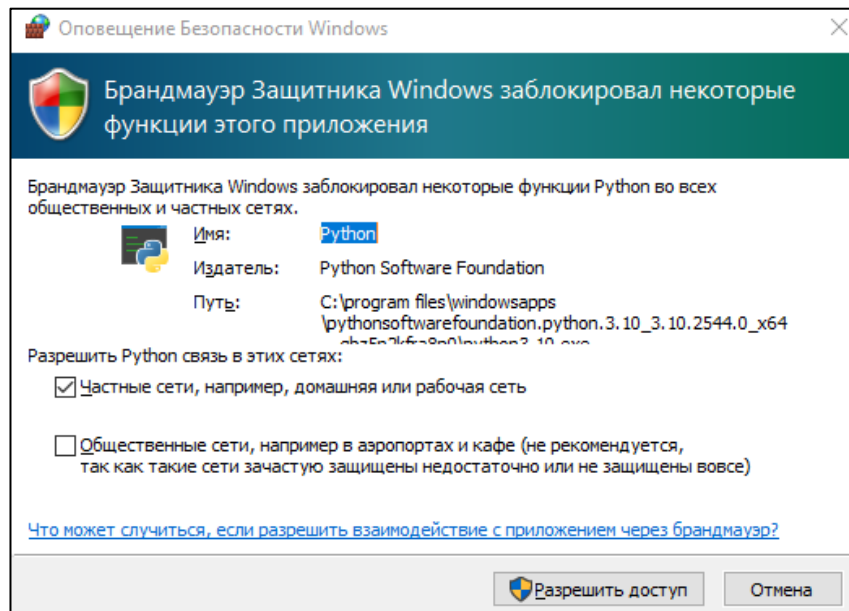 Оповещение Безопасности Windows
Брандмауэр Защитника Windows заблокировал некоторые
функции этого приложения
Брандмауэр Защитника Windows заблокировал некоторые функции Python во всех
общественных и частных сетях.
Имя: Python
Издатель: Python Software Foundation
Путь: C:\program files\windowsapps
\pythonsoftwarefoundation.python.3.10_3.10.2544.0_x64
Разрешить Python связь в этих сетях:
Частные сети, например, домашняя или рабочая сеть
Общественные сети, например в аэропортах и кафе (не рекомендуется,
так как такие сети зачастую защищены недостаточно или не защищены вовсе)
Что может случиться, если разрешить взаимодействие с приложением через брандмауэр?
Разрешить доступ Отмена